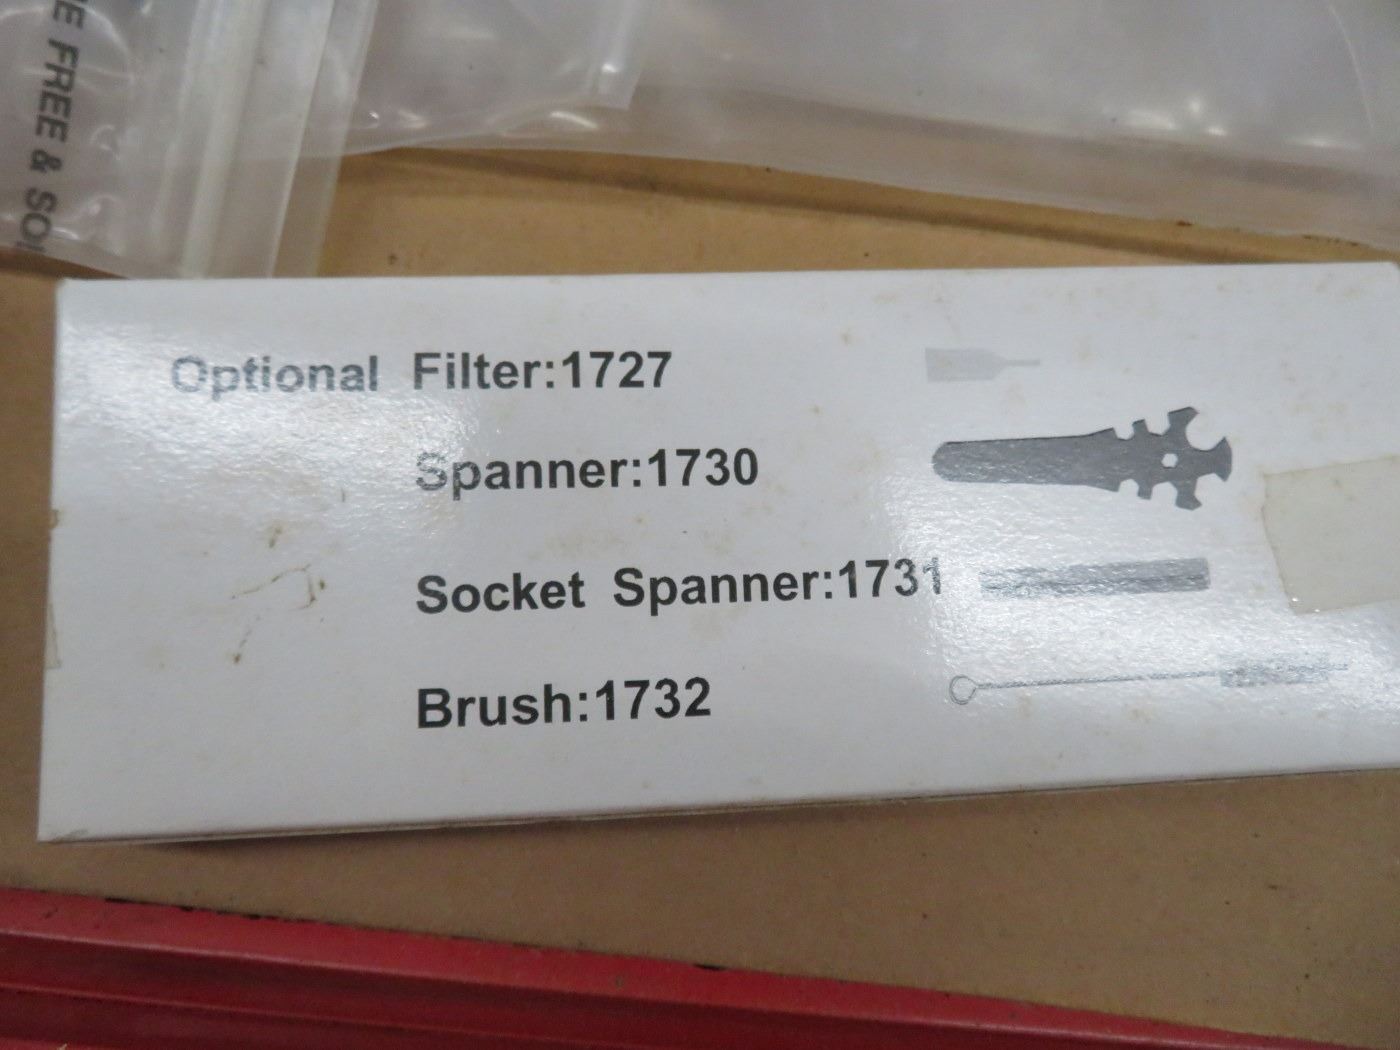 FREE & SO
Optional Filter:1727
Spanner:1730
Socket Spanner:1731
Brush:1732